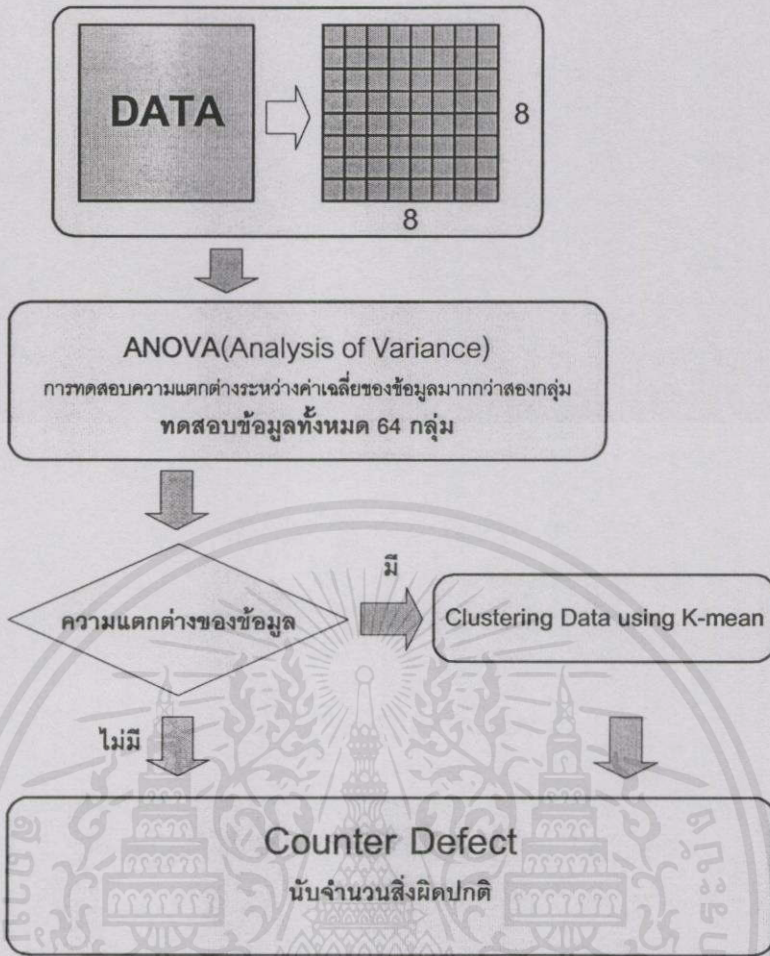 DATA
8
8
ANOVA(Analysis of Variance)
การทดสอบความแตกต่างระหว่างค่าเฉลี่ยของข้อมูลมากกว่าสองกลุ่ม
ทดสอบข้อมูลทั้งหมด 64 กลุ่ม
ความแตกต่างของข้อมูล
มี
Clustering Data using K-mean
ไม่มี
Counter Defect
นับจำนวนสิ่งผิดปกติ